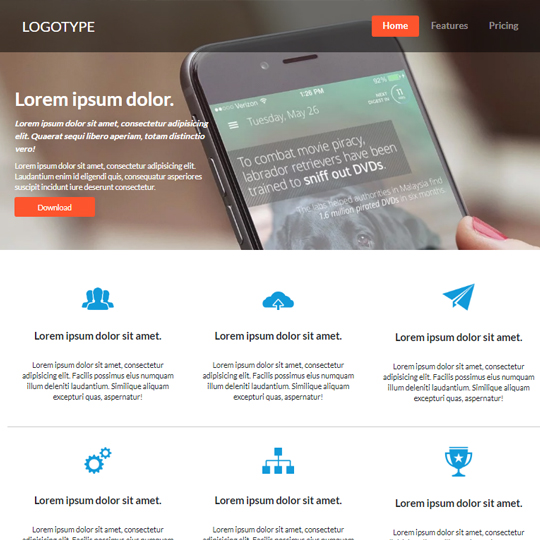 LOGOTYPE
Home
Features
Pricing
Verizon
1:26 PM
92%
Tuesday, May 26
NEXT
DIGEST IN
11
To combat movie piracy,
labrador retrievers have been
trained to sniff out DVDs.
The dogs helped authorities in Malaysia find
1.6 million pirated DVDs in six months.
Lorem ipsum dolor.
Lorem ipsum dolor sit amet, consectetur adipisicing
elit. Quaerat sequi libero aperiam, totam distinctio
vero!
Lorem ipsum dolor sit amet, consectetur adipisicing elit.
Laudantium enim id eligendi quis, consequatur asperiores
suscipit incidunt iure deserunt consectetur.
Download
Lorem ipsum dolor sit amet.
Lorem ipsum dolor sit amet, consectetur
adipisicing elit. Facilis possimus eius numquam
illum deleniti laudantium. Similique aliquam
excepturi quas, aspernatur!
Lorem ipsum dolor sit amet.
Lorem ipsum dolor sit amet, consectetur
adipisicing elit. Facilis possimus eius numquam
illum deleniti laudantium. Similique aliquam
excepturi quas, aspernatur!
Lorem ipsum dolor sit amet.
Lorem ipsum dolor sit amet, consectetur
adipisicing elit. Facilis possimus eius numquam
illum deleniti laudantium. Similique aliquam
excepturi quas, aspernatur!
Lorem ipsum dolor sit amet.
Lorem ipsum dolor sit amet, consectetur
Lorem ipsum dolor sit amet.
Lorem ipsum dolor sit amet, consectetur
Lorem ipsum dolor sit amet.
Lorem ipsum dolor sit amet, consectetur